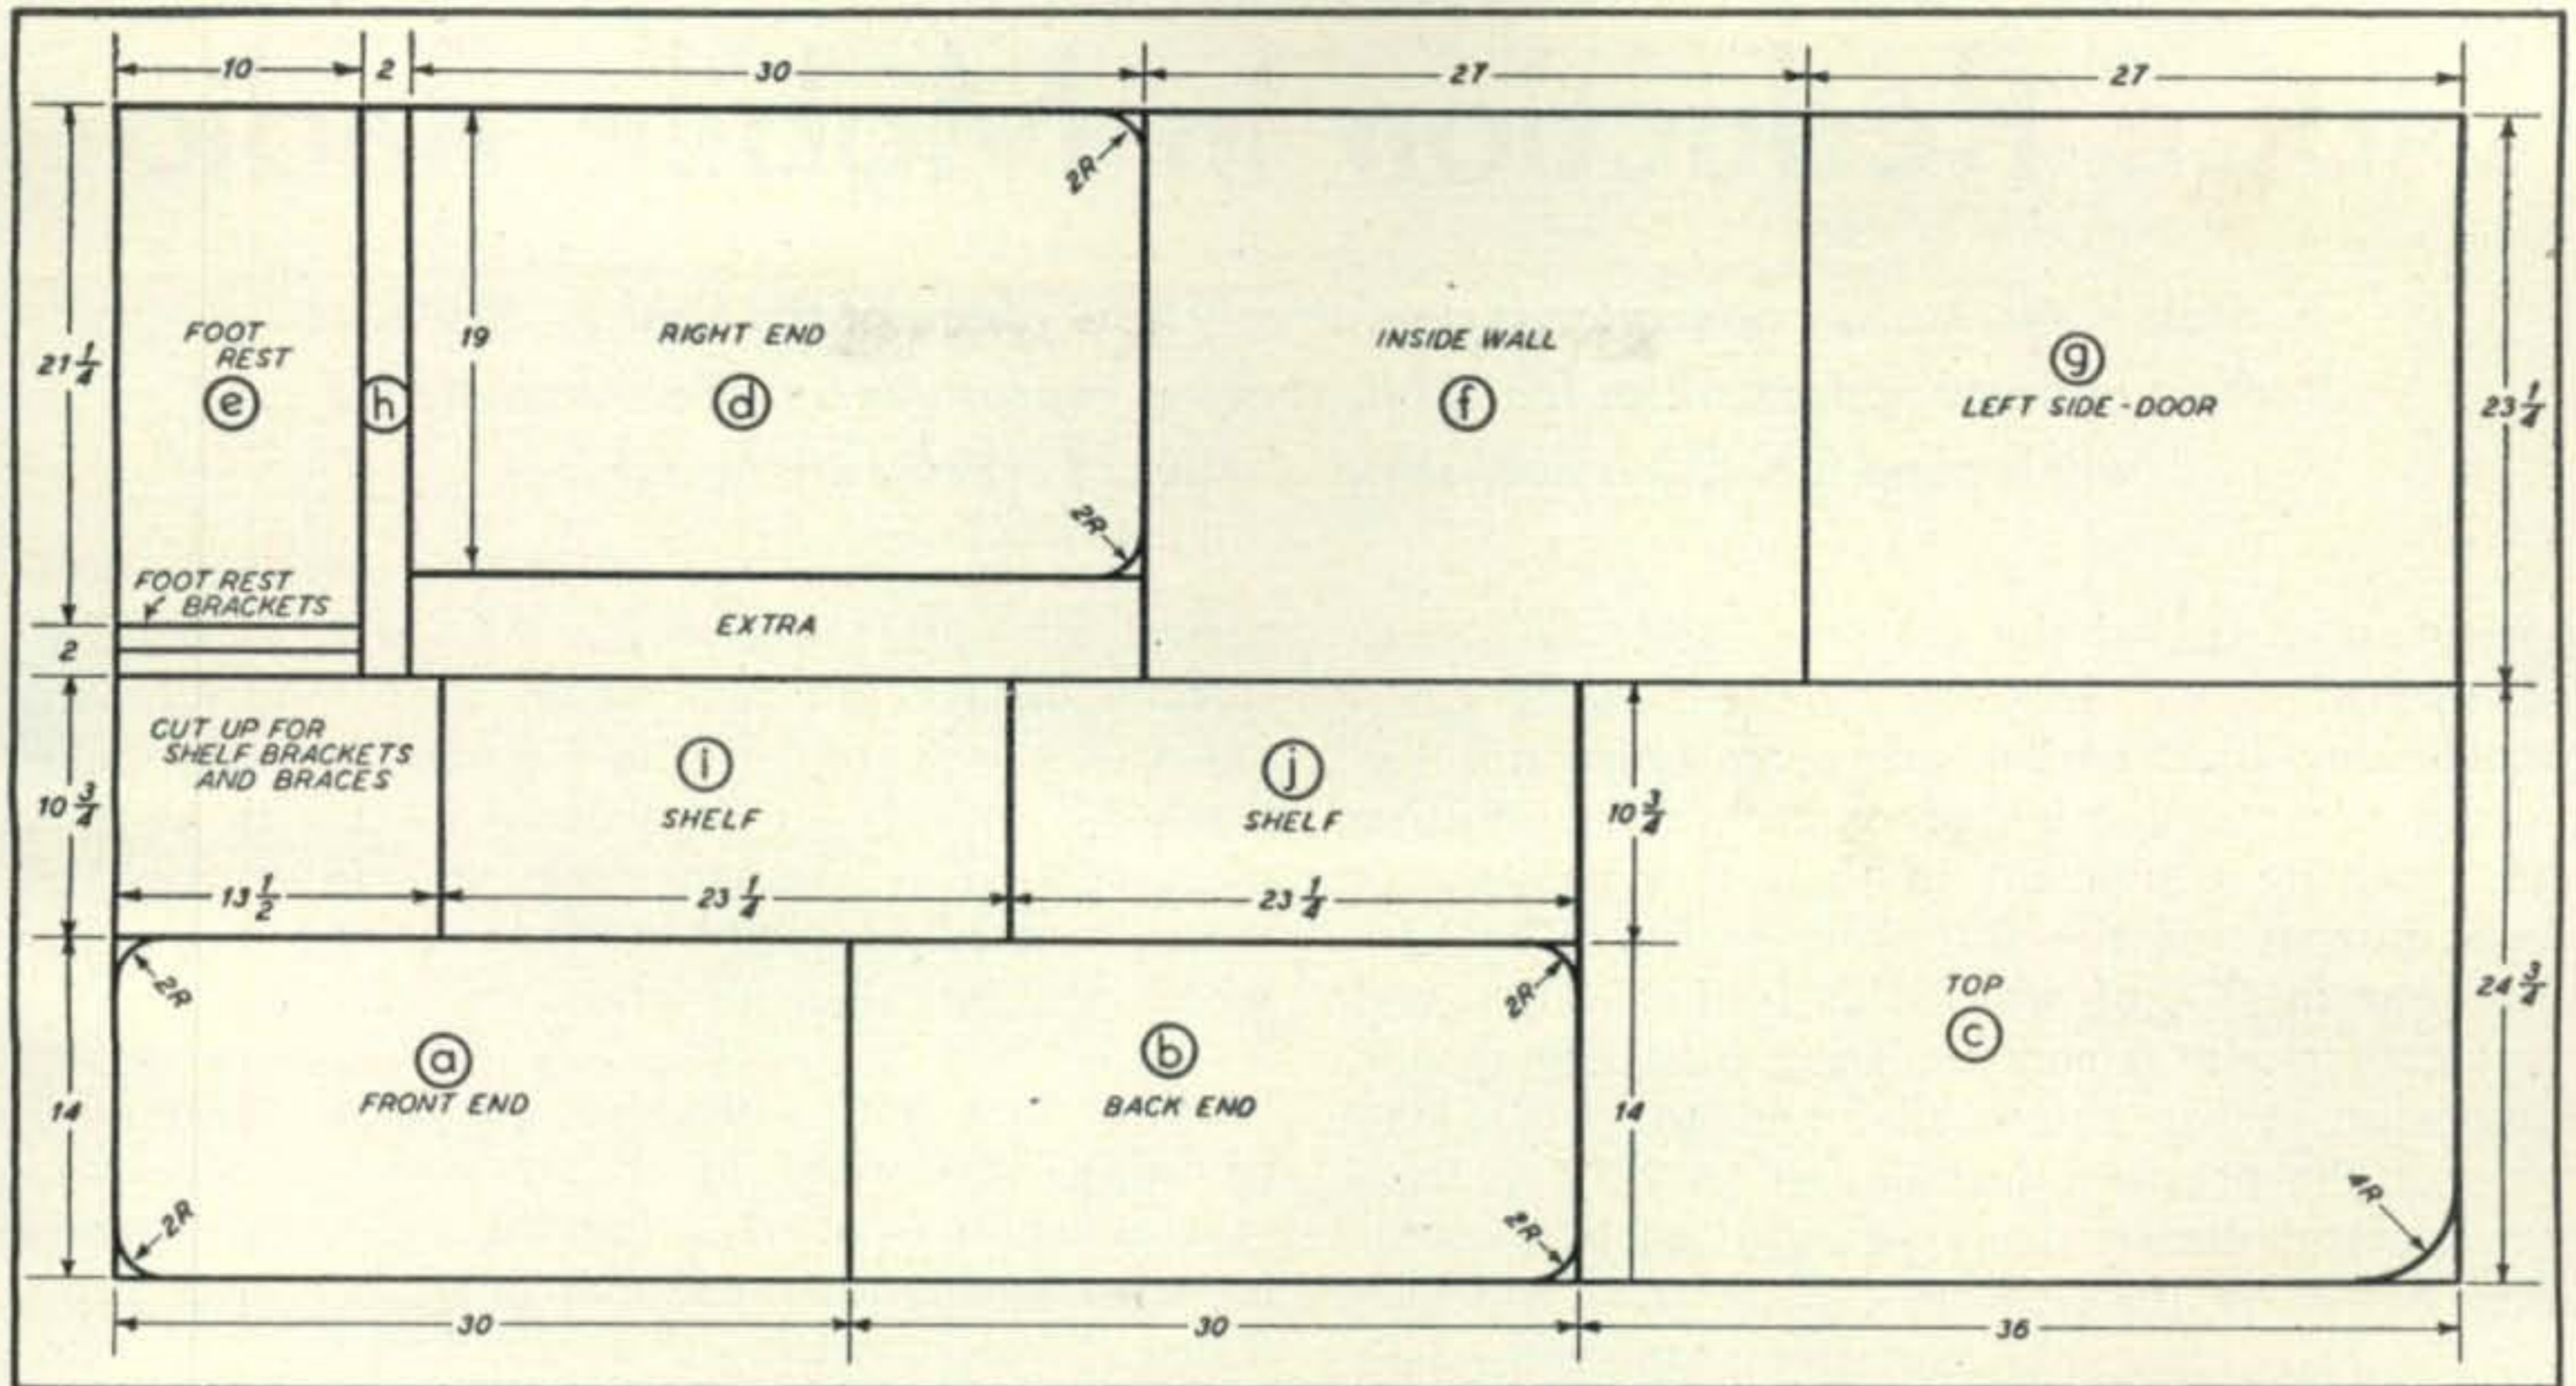 10
2
30
27
27
2R
21 1/4
FOOT
REST
e
h
19
RIGHT END
d
INSIDE WALL
f
g
LEFT SIDE-DOOR
23 1/4
2R
FOOT REST
BRACKETS
EXTRA
2
CUT UP FOR
SHELF BRACKETS
AND BRACES
i
SHELF
j
SHELF
10 3/4
10 3/4
13 1/2
23 1/4
23 1/4
2R
2R
TOP
c
24 3/4
a
FRONT END
b
BACK END
14
14
2R
2R
4R
30
30
36